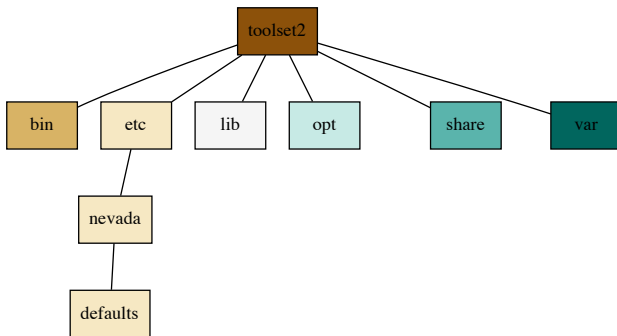 toolset2
bin
etc
lib
opt
share
var
nevada
defaults